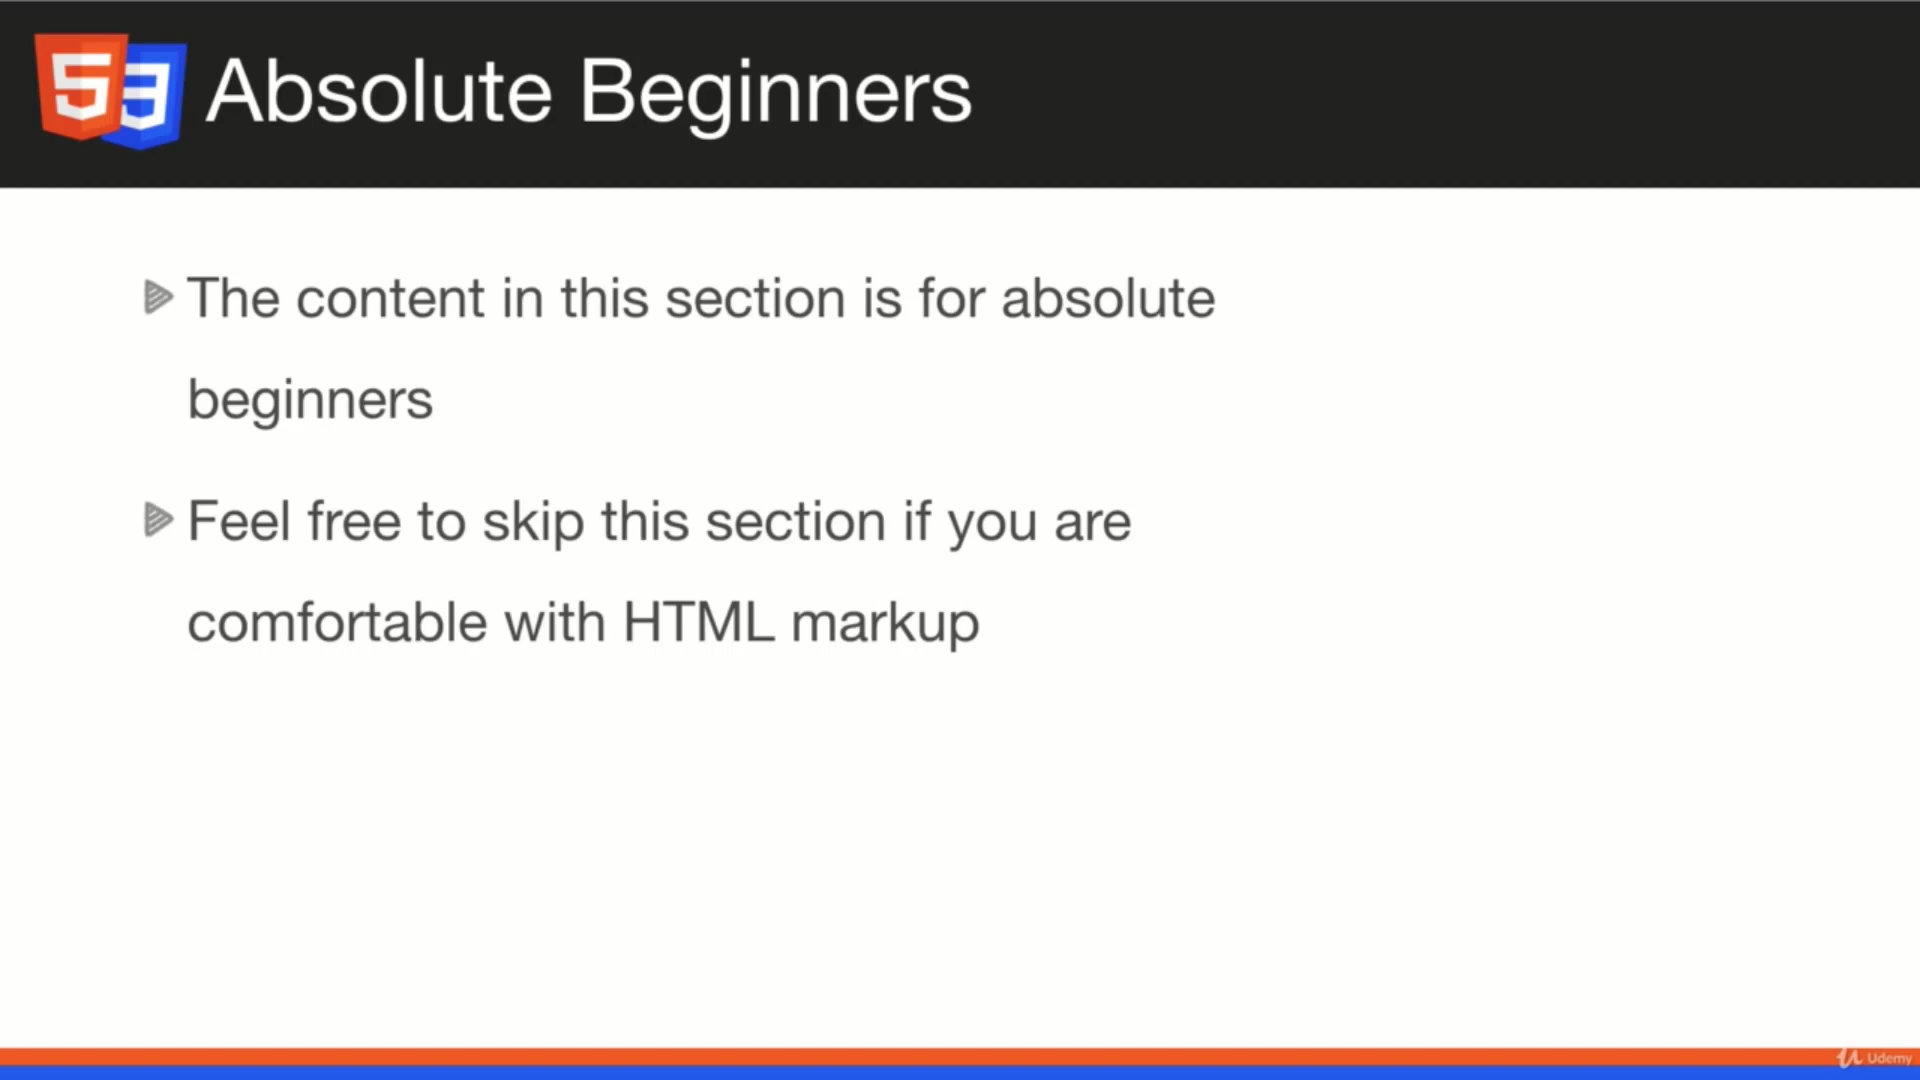 Absolute Beginners
The content in this section is for absolute
beginners
Feel free to skip this section if you are
comfortable with HTML markup
Udemy